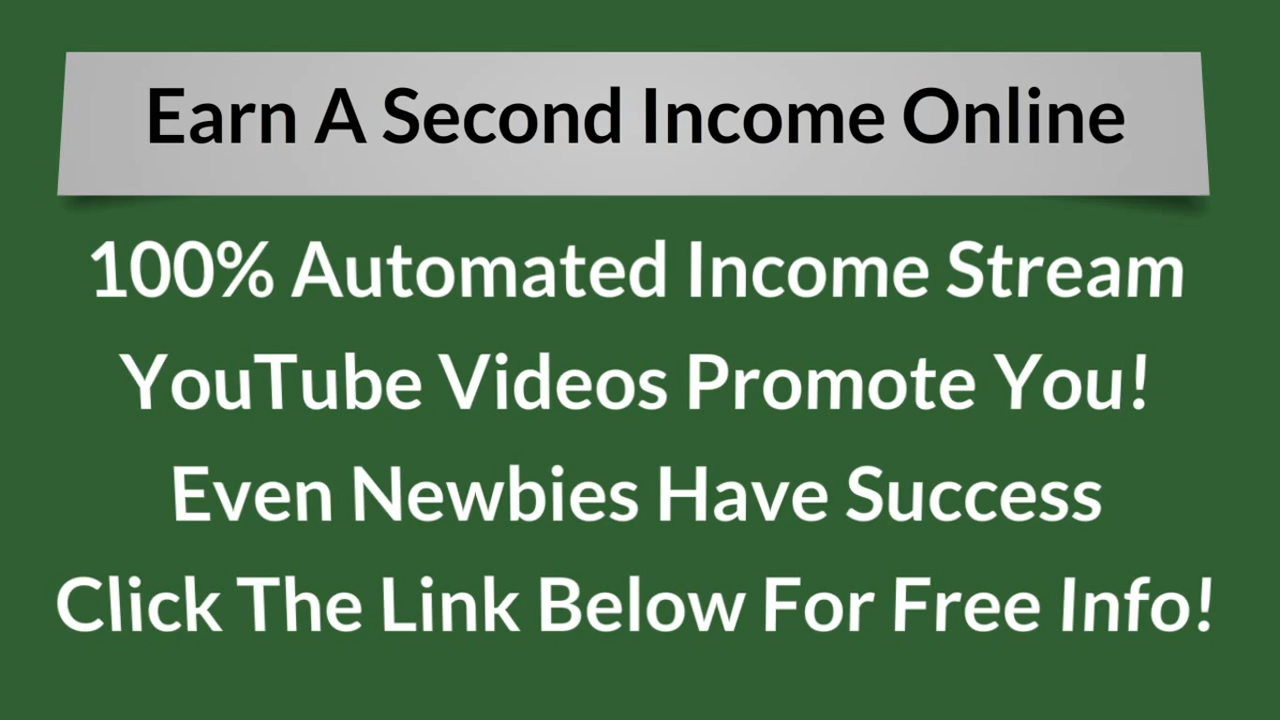 Earn A Second Income Online
100% Automated Income Stream
YouTube Videos Promote You!
Even Newbies Have Success
Click The Link Below For Free Info!